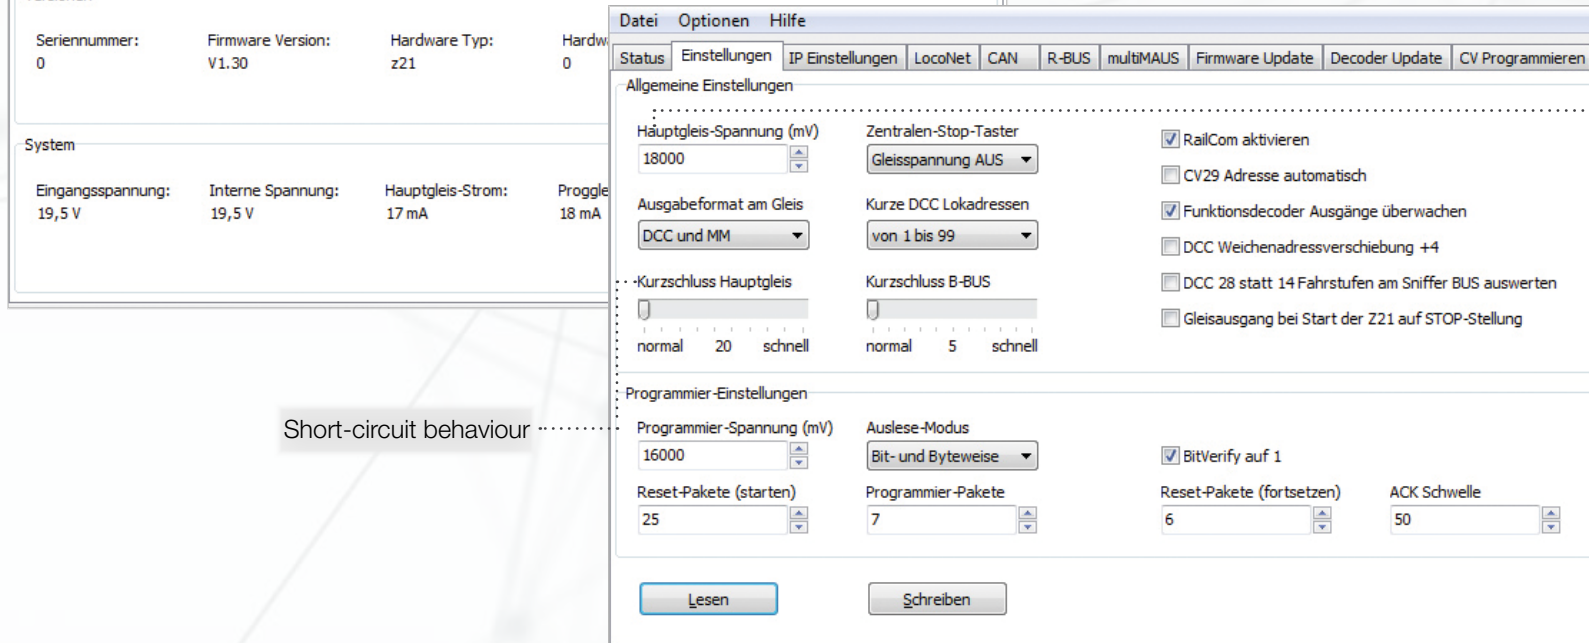 Seriennummer: Firmware Version: Hardware Typ: Hardw
0 V1.30 z21 0
System
Eingangsspannung: Interne Spannung: Hauptgleis-Strom: Proggle
19,5 V 19,5 V 17 mA 18 mA
Short-circuit behaviour
Datei Optionen Hilfe
Status Einstellungen IP Einstellungen LocoNet CAN R-BUS multiMAUS Firmware Update Decoder Update CV Programmieren
Allgemeine Einstellungen
Hauptgleis-Spannung (mV) Zentralen-Stop-Taster
RailCom aktivieren
18000 Gleisspannung AUS
CV29 Adresse automatisch
Ausgabeformat am Gleis Kurze DCC Lokadressen
Funktionsdecoder Ausgänge überwachen
DCC und MM von 1 bis 99
DCC Weichenadressverschiebung +4
Kurzschluss Hauptgleis Kurzschluss B-BUS
DCC 28 statt 14 Fahrstufen am Sniffer BUS auswerten
Gleisausgang bei Start der Z21 auf STOP-Stellung
normal 20 schnell normal 5 schnell
Programmier-Einstellungen
Programmier-Spannung (mV) Auslese-Modus
16000 Bit- und Byteweise BitVerify auf 1
Reset-Pakete (starten) Programmier-Pakete Reset-Pakete (fortsetzen) ACK Schwelle
25 7 6 50
Lesen Schreiben